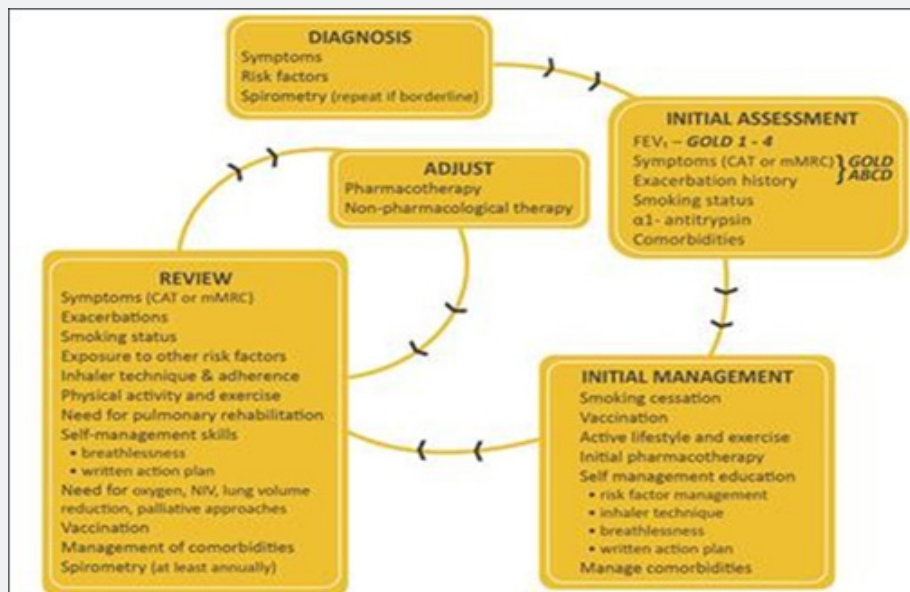 DIAGNOSIS
Symptoms
Risk factors
Spirometry (repeat if borderline)
INITIAL ASSESSMENT
FEV₁ – GOLD 1 - 4
Symptoms (CAT or mMRC) } GOLD
Exacerbation history } ABCD
Smoking status
α1- antitrypsin
Comorbidities
ADJUST
Pharmacotherapy
Non-pharmacological therapy
REVIEW
Symptoms (CAT or mMRC)
Exacerbations
Smoking status
Exposure to other risk factors
Inhaler technique & adherence
Physical activity and exercise
Need for pulmonary rehabilitation
Self-management skills
• breathlessness
• written action plan
Need for oxygen, NIV, lung volume
reduction, palliative approaches
Vaccination
Management of comorbidities
Spirometry (at least annually)
INITIAL MANAGEMENT
Smoking cessation
Vaccination
Active lifestyle and exercise
Initial pharmacotherapy
Self management education
• risk factor management
• inhaler technique
• breathlessness
• written action plan
Manage comorbidities